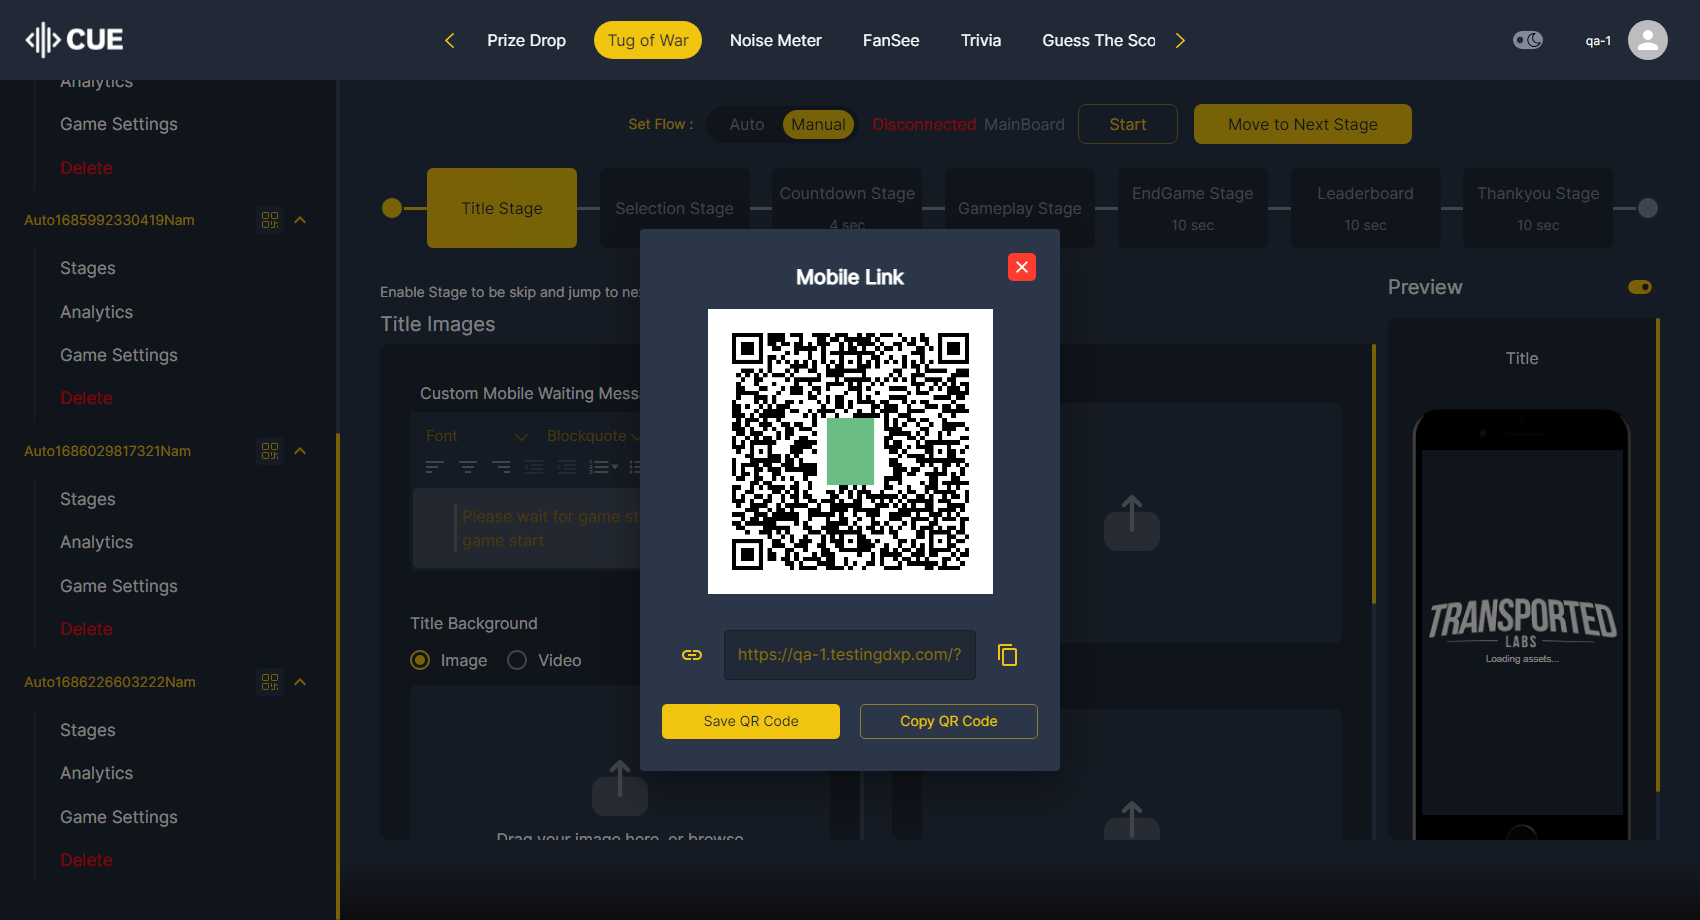 CUE
Prize Drop
Tug of War
Noise Meter
FanSee
Trivia
Guess The Sco
qa-1
Analytics
Game Settings
Delete
Auto1685992330419Nam
Stages
Analytics
Game Settings
Delete
Auto1686029817321Nam
Stages
Analytics
Game Settings
Delete
Auto1686226603222Nam
Stages
Analytics
Game Settings
Delete
Set Flow :
Auto
Manual
Disconnected MainBoard
Start
Move to Next Stage
Title Stage
Selection Stage
Countdown Stage
4 sec
Gameplay Stage
EndGame Stage
10 sec
Leaderboard
10 sec
Thankyou Stage
10 sec
Enable Stage to be skip and jump to ne
Title Images
Custom Mobile Waiting Mess
Font
Blockquote
Please wait for game st
game start
Title Background
Image
Video
Drag your image here, or browse
Mobile Link
https://qa-1.testingdxp.com/?
Save QR Code
Copy QR Code
Preview
Title
TRANSPORTED
LABS
Loading assets...